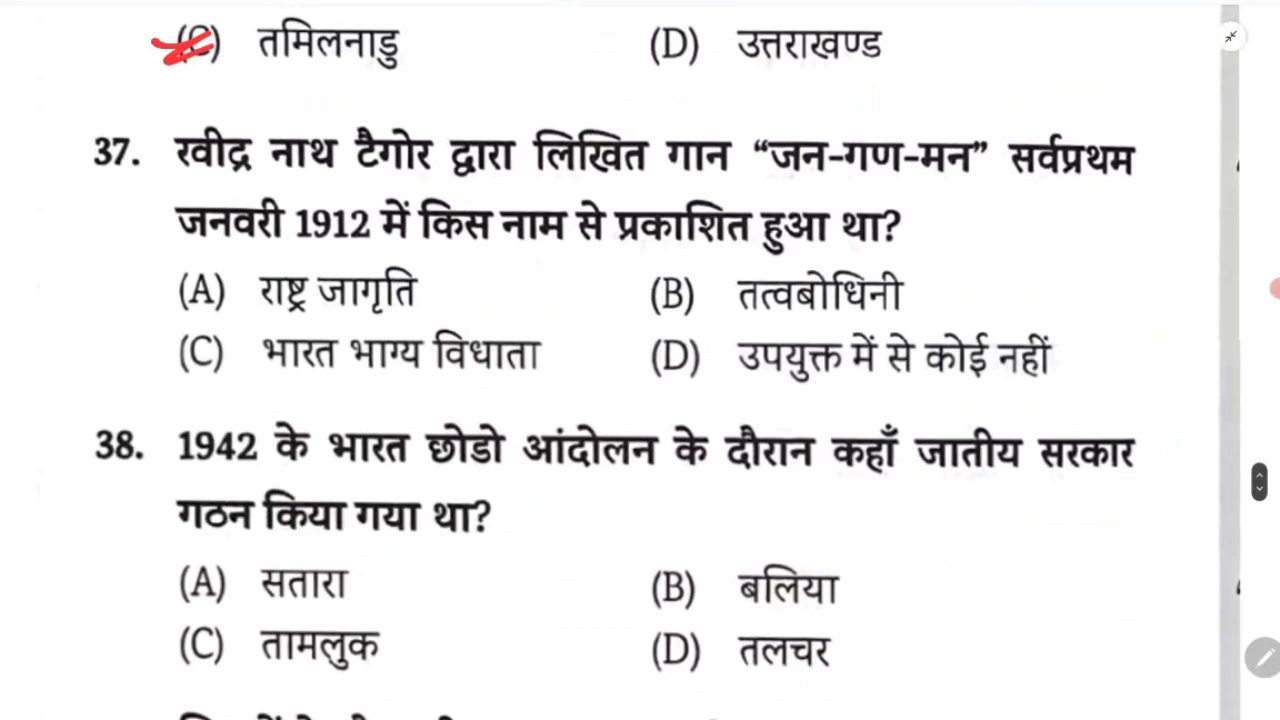 (C) तमिलनाडु (D) उत्तराखण्ड
37. रवीद्र नाथ टैगोर द्वारा लिखित गान “जन-गण-मन” सर्वप्रथम
जनवरी 1912 में किस नाम से प्रकाशित हुआ था?
(A) राष्ट्र जागृति (B) तत्वबोधिनी
(C) भारत भाग्य विधाता (D) उपयुक्त में से कोई नहीं
38. 1942 के भारत छोडो आंदोलन के दौरान कहाँ जातीय सरकार
गठन किया गया था?
(A) सतारा (B) बलिया
(C) तामलुक (D) तलचर